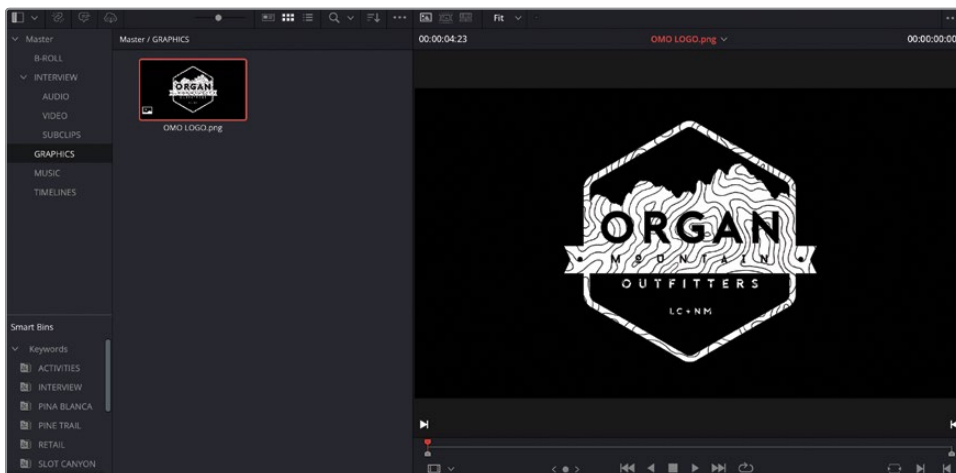 Fit
Master
Master / GRAPHICS
00:00:04:23
OMO LOGO.png
00:00:00:00
B-ROLL
INTERVIEW
AUDIO
VIDEO
SUBCLIPS
GRAPHICS
MUSIC
TIMELINES
ORGAN
OMO LOGO.png
ORGAN
MOUNTAIN
OUTFITTERS
LC+NM
Smart Bins
Keywords
ACTIVITIES
INTERVIEW
PINA BLANCA
PINE TRAIL
RETAIL
SLOT CANYON